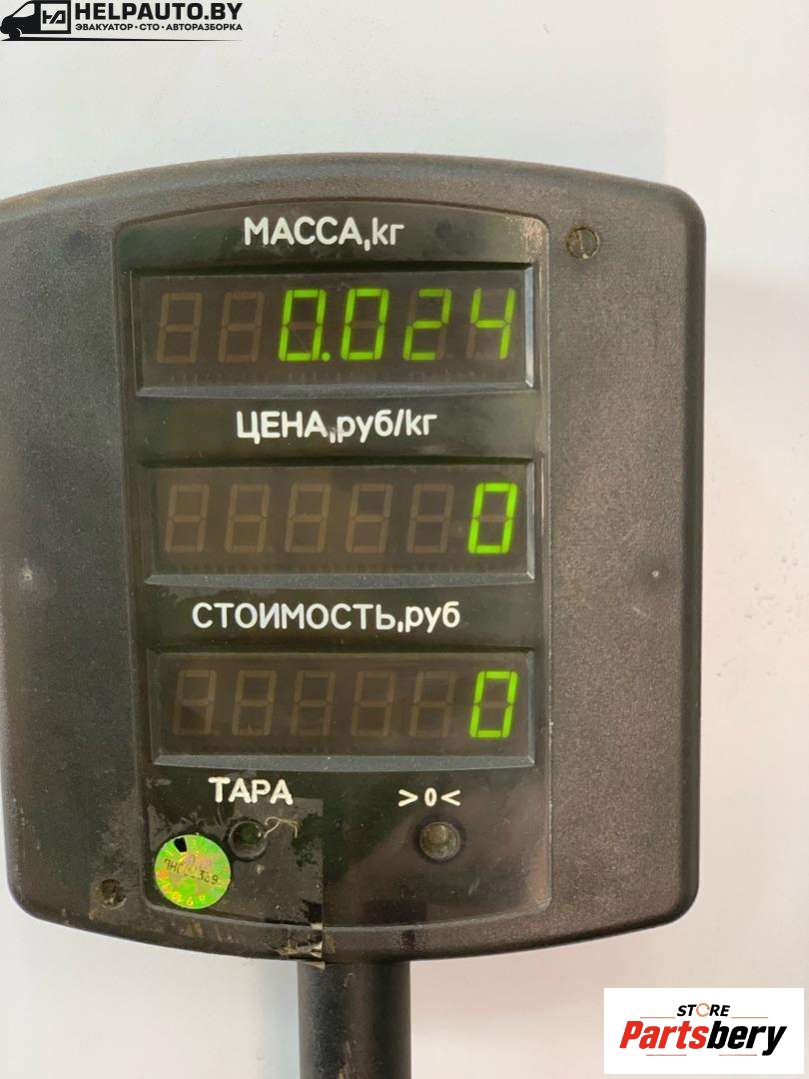 HELPAUTO.BY
ЭВАКУАТОР • СТО • АВТОРАЗБОРКА
МАССА,кг
0.024
ЦЕНА,руб/кг
0
СТОИМОСТЬ,руб
0
ТАРА >0<
STORE
Partsbery